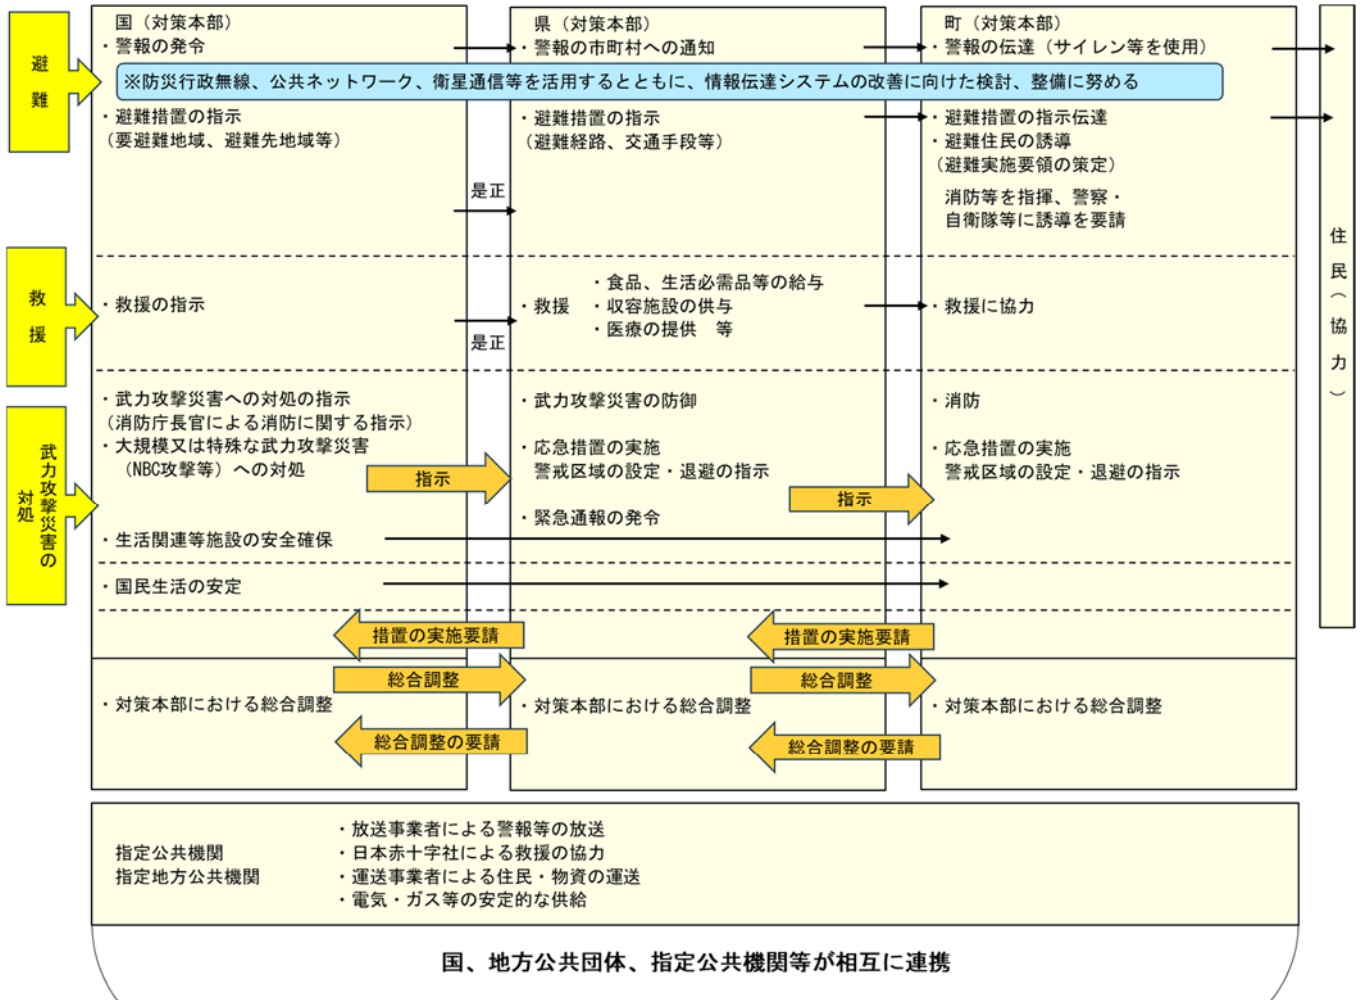 避難
国（対策本部）
・警報の発令
県（対策本部）
・警報の市町村への通知
町（対策本部）
・警報の伝達（サイレン等を使用）
※防災行政無線、公共ネットワーク、衛星通信等を活用するとともに、情報伝達システムの改善に向けた検討、整備に努める
・避難措置の指示
（要避難地域、避難先地域等）
・避難措置の指示
（避難経路、交通手段等）
・避難措置の指示伝達
・避難住民の誘導
（避難実施要領の策定）
消防等を指揮、警察・
自衛隊等に誘導を要請
是正
住民（協力）
救援
・救援の指示
是正
・救援
・食品、生活必需品等の給与
・収容施設の供与
・医療の提供　等
・救援に協力
武力攻撃災害の
対処
・武力攻撃災害への対処の指示
（消防庁長官による消防に関する指示）
・大規模又は特殊な武力攻撃災害
（NBC攻撃等）への対処
指示
・武力攻撃災害の防御
・応急措置の実施
警戒区域の設定・退避の指示
・緊急通報の発令
指示
・消防
・応急措置の実施
警戒区域の設定・退避の指示
・生活関連等施設の安全確保
・国民生活の安定
措置の実施要請
措置の実施要請
総合調整
総合調整
・対策本部における総合調整
・対策本部における総合調整
・対策本部における総合調整
総合調整の要請
総合調整の要請
指定公共機関
指定地方公共機関
・放送事業者による警報等の放送
・日本赤十字社による救援の協力
・運送事業者による住民・物資の運送
・電気・ガス等の安定的な供給
国、地方公共団体、指定公共機関等が相互に連携